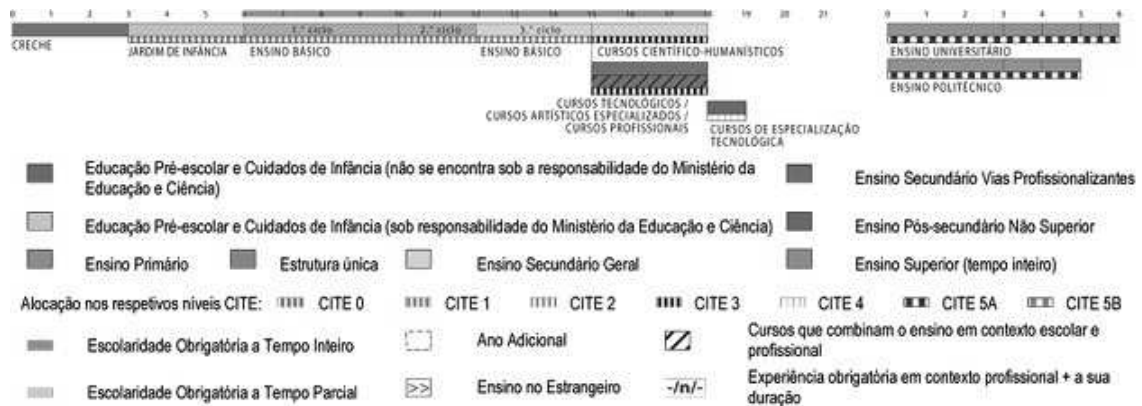 0 1 2 3 4 5 6 7 8 9 10 11 12 13 14 15 16 17 18 19 20 21 0 1 2 3 4 5 6
1.º ciclo 2.º ciclo 3.º ciclo
CRECHE JARDIM DE INFÂNCIA ENSINO BÁSICO ENSINO BÁSICO CURSOS CIENTÍFICO-HUMANÍSTICOS ENSINO UNIVERSITÁRIO
ENSINO POLITÉCNICO
CURSOS TECNOLÓGICOS /
CURSOS ARTÍSTICOS ESPECIALIZADOS /
CURSOS PROFISSIONAIS
CURSOS DE ESPECIALIZAÇÃO
TECNOLÓGICA
Educação Pré-escolar e Cuidados de Infância (não se encontra sob a responsabilidade do Ministério da
Educação e Ciência)
Ensino Secundário Vias Profissionalizantes
Educação Pré-escolar e Cuidados de Infância (sob responsabilidade do Ministério da Educação e Ciência)
Ensino Pós-secundário Não Superior
Ensino Primário Estrutura única Ensino Secundário Geral Ensino Superior (tempo inteiro)
Alocação nos respetivos níveis CITE: CITE 0 CITE 1 CITE 2 CITE 3 CITE 4 CITE 5A CITE 5B
Escolaridade Obrigatória a Tempo Inteiro Ano Adicional
Cursos que combinam o ensino em contexto escolar e
profissional
Escolaridade Obrigatória a Tempo Parcial >> Ensino no Estrangeiro -/n/-
Experiência obrigatória em contexto profissional + a sua
duração